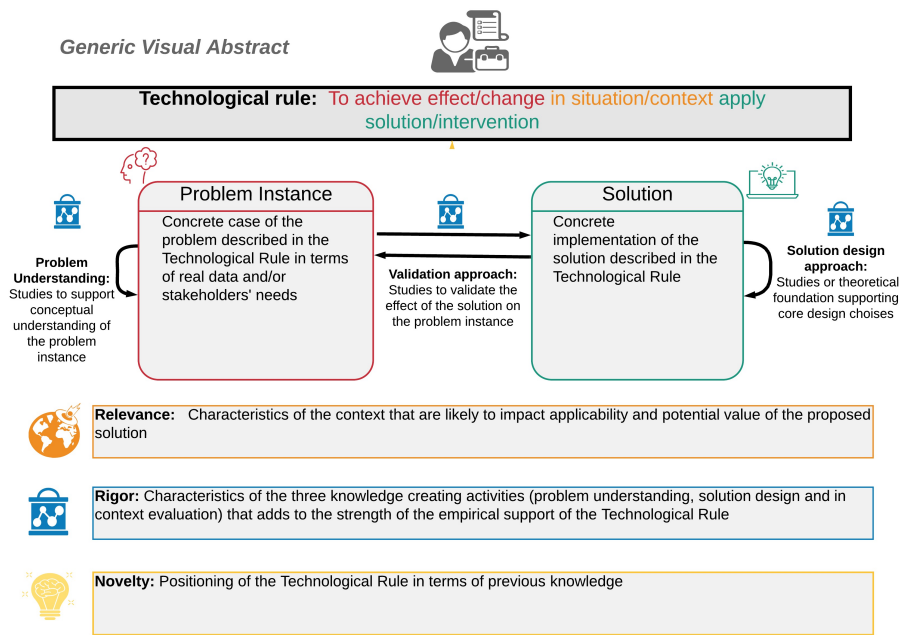 Generic Visual Abstract
Technological rule: To achieve effect/change in situation/context apply
solution/intervention
Problem Instance
Concrete case of the
problem described in the
Technological Rule in terms
of real data and/or
stakeholders' needs
Solution
Concrete
implementation of the
solution described in the
Technological Rule
Problem
Understanding:
Studies to support
conceptual
understanding of
the problem
instance
Validation approach:
Studies to validate the
effect of the solution on
the problem instance
Solution design
approach:
Studies or theoretical
foundation supporting
core design choises
Relevance: Characteristics of the context that are likely to impact applicability and potential value of the proposed
solution
Rigor: Characteristics of the three knowledge creating activities (problem understanding, solution design and in
context evaluation) that adds to the strength of the empirical support of the Technological Rule
Novelty: Positioning of the Technological Rule in terms of previous knowledge